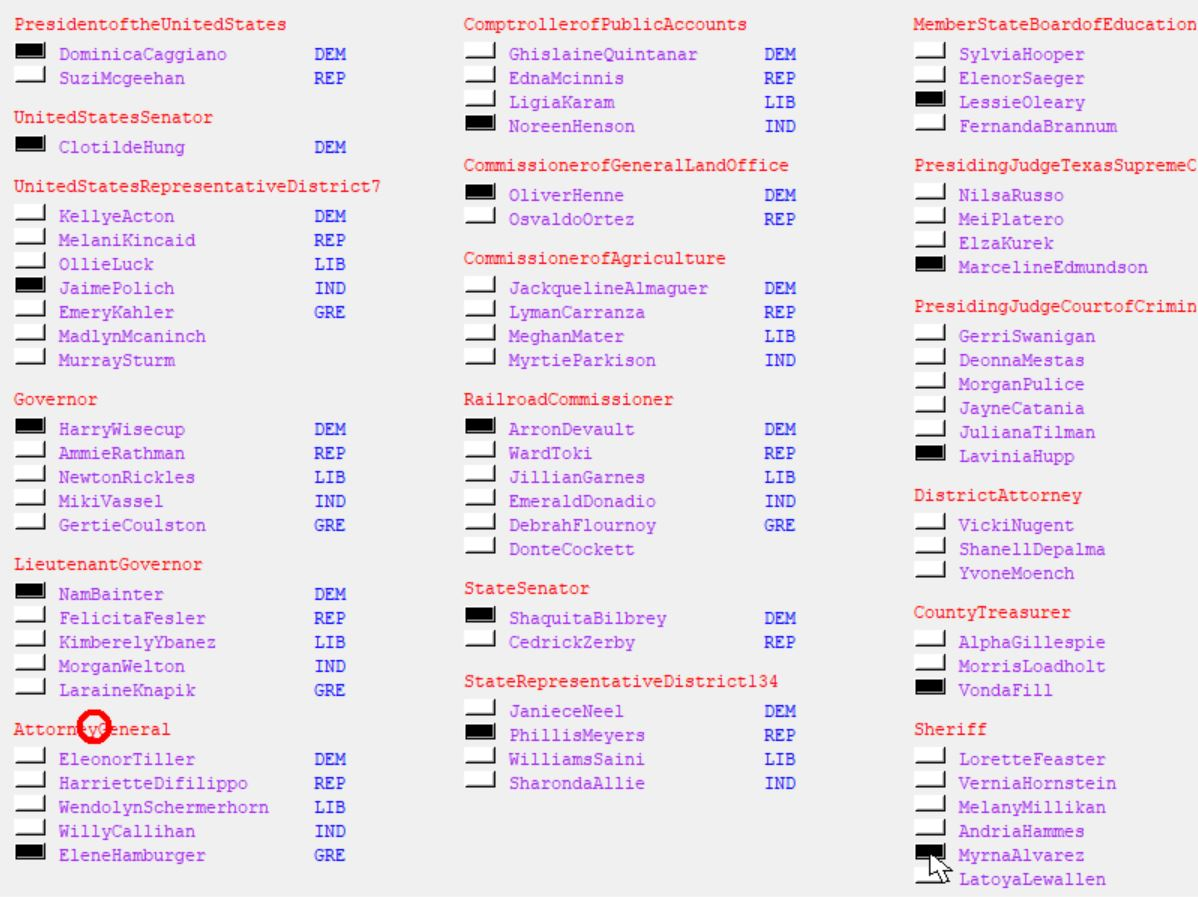 PresidentoftheUnitedStates
DominicaCaggiano DEM
SuziMcgeehan REP
UnitedStatesSenator
ClotildeHung DEM
UnitedStatesRepresentativeDistrict7
KellyeActon DEM
MelaniKincaid REP
OllieLuck LIB
JaimePolich IND
EmeryKahler GRE
MadlynMcaninch
MurraySturm
Governor
HarryWisecup DEM
AmmieRathman REP
NewtonRickles LIB
MikiVassel IND
GertieCoulston GRE
LieutenantGovernor
NamBainter DEM
FelicitaFesler REP
KimberelyYbanez LIB
MorganWelton IND
LaraineKnapik GRE
AttorneyGeneral
EleonorTiller DEM
HarrietteDifilippo REP
WendolynSchermerhorn LIB
WillyCallihan IND
EleneHamburger GRE
ComptrollerofPublicAccounts
GhislaineQuintanar DEM
EdnaMcinnis REP
LigiaKaram LIB
NoreenHenson IND
CommissionerofGeneralLandOffice
OliverHenne DEM
OsvaldoOrtez REP
CommissionerofAgriculture
JackquelineAlmaguer DEM
LymanCarranza REP
MeghanMater LIB
MyrtieParkison IND
RailroadCommissioner
ArronDevault DEM
WardToki REP
JillianGarnes LIB
EmeraldDonadio IND
DebrahFlournoy GRE
DonteCockett
StateSenator
ShaquitaBilbrey DEM
CedrickZerby REP
StateRepresentativeDistrict134
JanieceNeel DEM
PhillisMeyers REP
WilliamsSaini LIB
SharondaAllie IND
MemberStateBoardofEducation
SylviaHooper
ElenorSaeger
LessieOleary
FernandaBrannum
PresidingJudgeTexasSupremeC
NilsaRusso
MeiPlatero
ElzaKurek
MarcelineEdmundson
PresidingJudgeCourtofCrimin
GerriSwanigan
DeonnaMestas
MorganPulice
JayneCatania
JulianaTilman
LaviniaHupp
DistrictAttorney
VickiNugent
ShanellDepalma
YvoneMoench
CountyTreasurer
AlphaGillespie
MorrisLoadholt
VondaFill
Sheriff
LoretteFeaster
VerniaHornstein
MelanyMillikan
AndriaHammes
MyrnaAlvarez
LatoyaLewallen